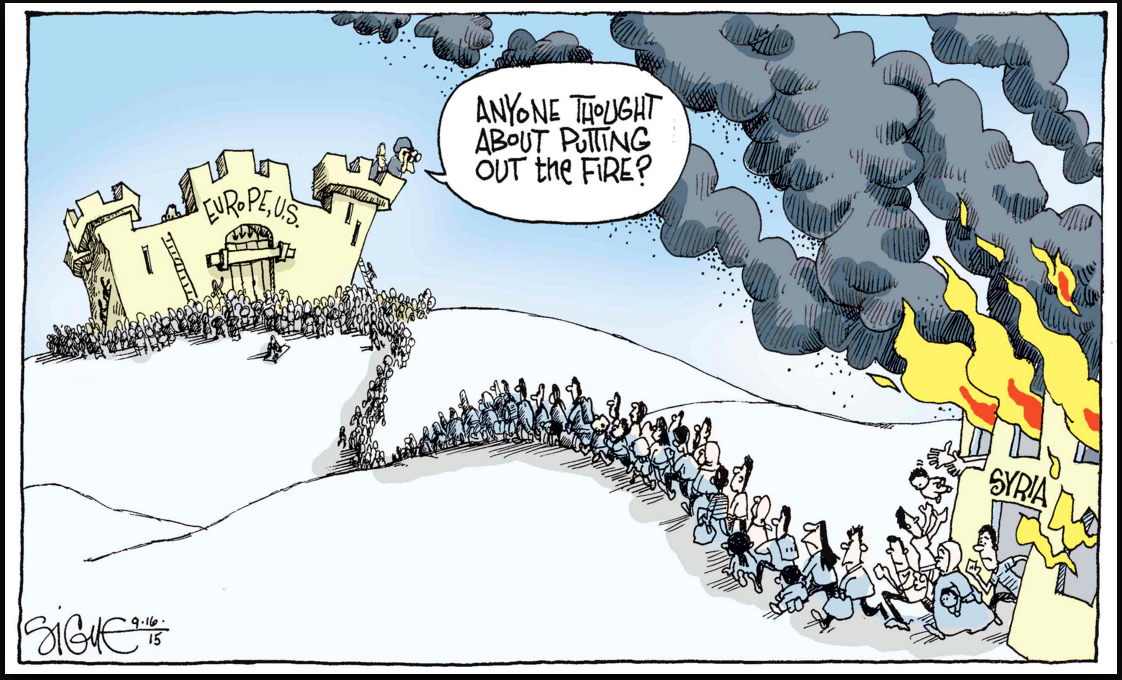 EUROPE, U.S.
ANYONE THOUGHT
ABOUT PUTTING
OUT the FIRE?
SYRIA
SIGNE 9.16.
15